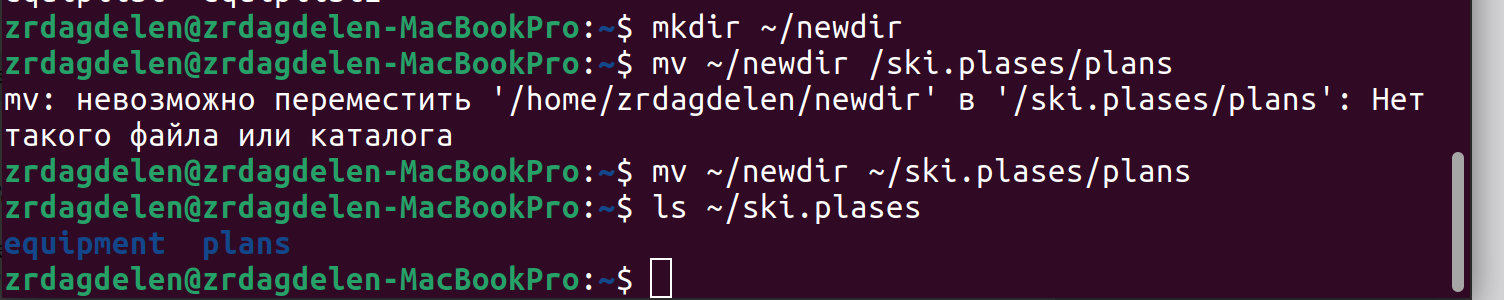 zrdagdelen@zrdagdelen-MacBookPro:~$ mkdir ~/newdir
zrdagdelen@zrdagdelen-MacBookPro:~$ mv ~/newdir /ski.plases/plans
mv: невозможно переместить '/home/zrdagdelen/newdir' в '/ski.plases/plans': Нет
такого файла или каталога
zrdagdelen@zrdagdelen-MacBookPro:~$ mv ~/newdir ~/ski.plases/plans
zrdagdelen@zrdagdelen-MacBookPro:~$ ls ~/ski.plases
equipment  plans
zrdagdelen@zrdagdelen-MacBookPro:~$